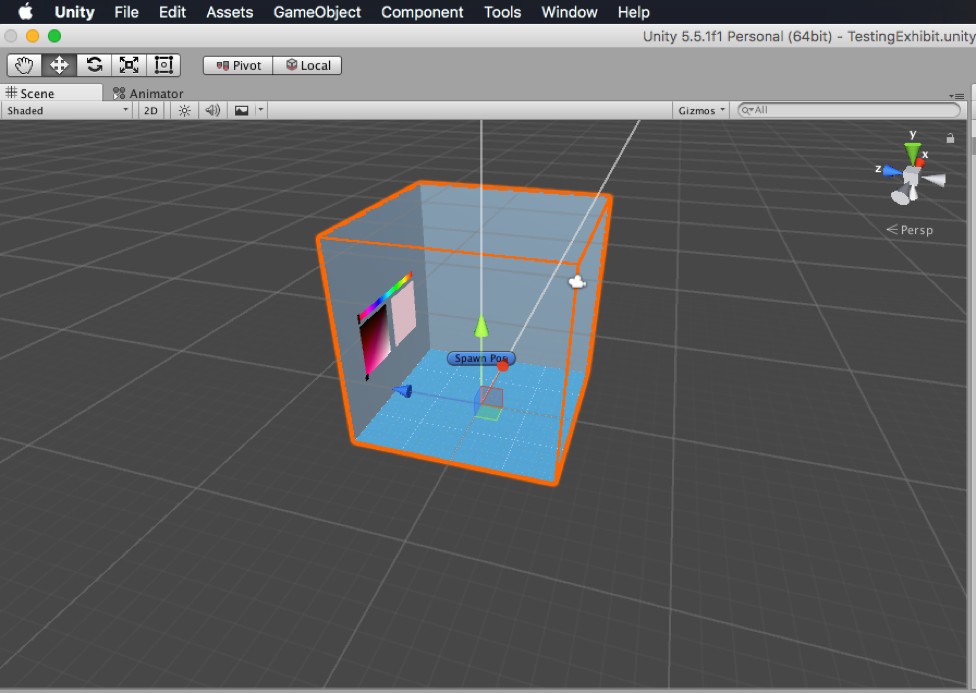 Unity File Edit Assets GameObject Component Tools Window Help
Unity 5.5.1f1 Personal (64bit) - TestingExhibit.unity
Pivot Local
Scene Animator
Shaded 2D Gizmos All
y
x
z
Persp
Spawn Pos